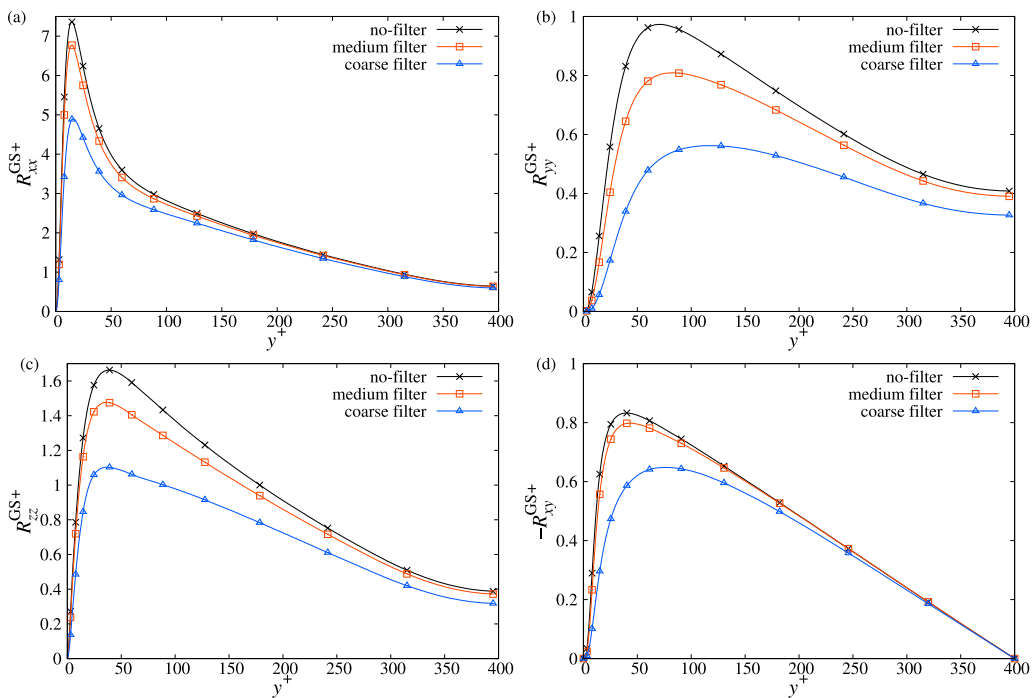 (a)
no-filter
medium filter
coarse filter
R_xx^GS+
7
6
5
4
3
2
1
0
0 50 100 150 200 250 300 350 400
y^+
(b)
no-filter
medium filter
coarse filter
R_yy^GS+
1
0.8
0.6
0.4
0.2
0
0 50 100 150 200 250 300 350 400
y^+
(c)
no-filter
medium filter
coarse filter
R_zz^GS+
1.6
1.4
1.2
1
0.8
0.6
0.4
0.2
0
0 50 100 150 200 250 300 350 400
y^+
(d)
no-filter
medium filter
coarse filter
−R_xy^GS+
1
0.8
0.6
0.4
0.2
0
0 50 100 150 200 250 300 350 400
y^+